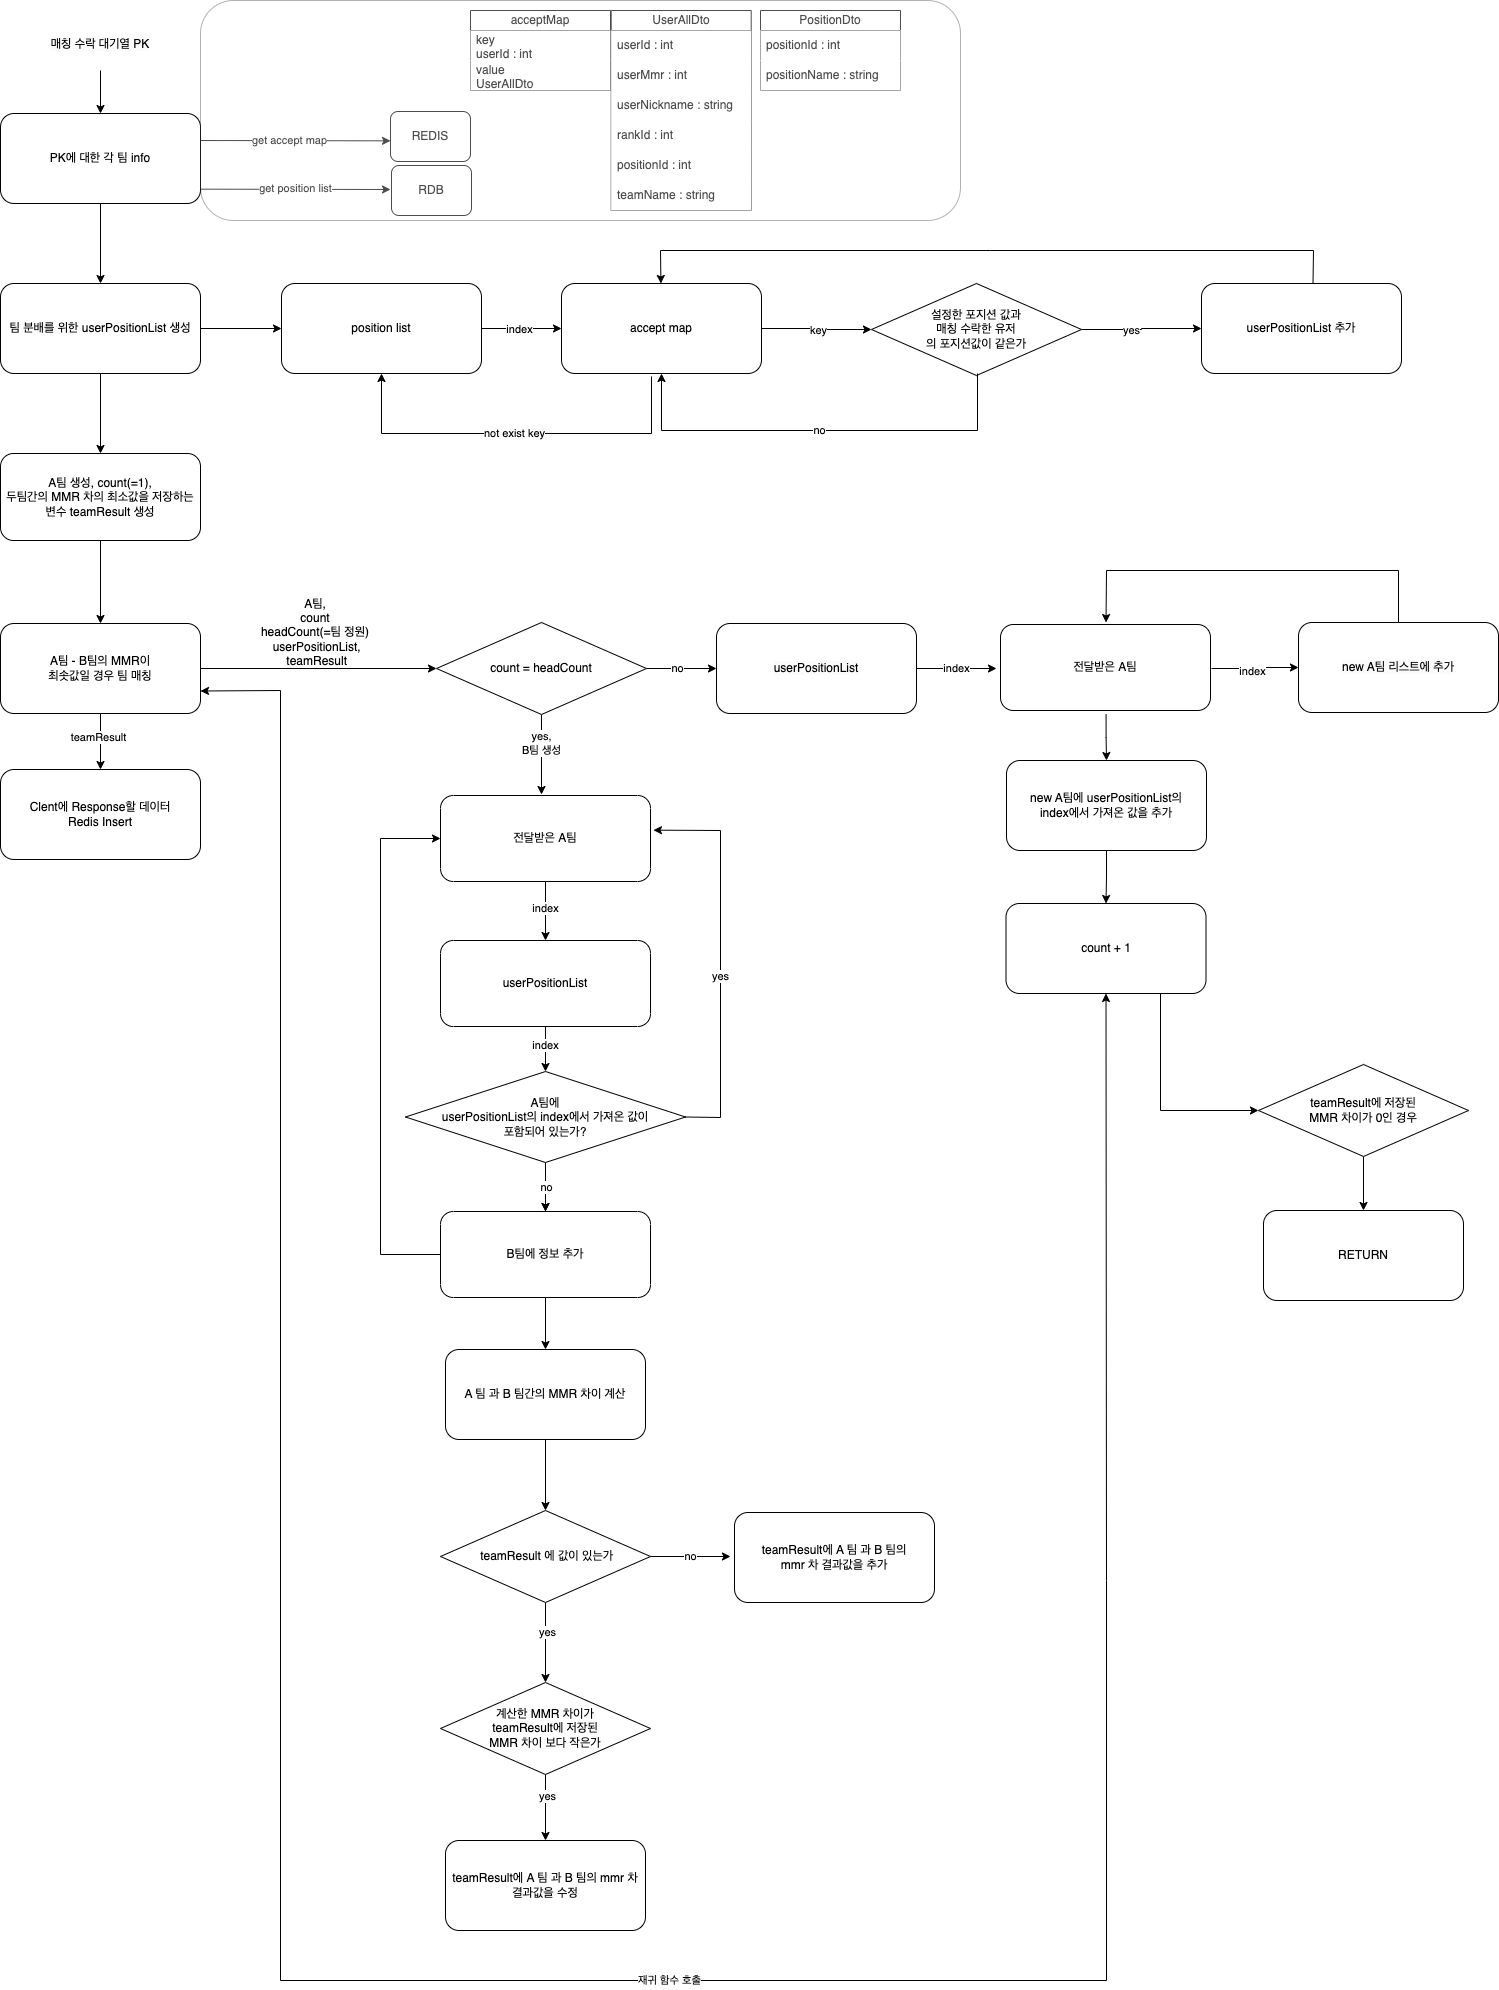 매칭 수락 대기열 PK
acceptMap
key
userId : int
value
UserAllDto
UserAllDto
userId : int
userMmr : int
userNickname : string
rankId : int
positionId : int
teamName : string
PositionDto
positionId : int
positionName : string
PK에 대한 각 팀 info
get accept map
REDIS
get position list
RDB
팀 분배를 위한 userPositionList 생성
position list
index
accept map
key
설정한 포지션 값과
매칭 수락한 유저
의 포지션값이 같은가
yes
userPositionList 추가
not exist key
no
A팀 생성, count(=1),
두팀간의 MMR 차의 최소값을 저장하는
변수 teamResult 생성
A팀 - B팀의 MMR이
최솟값일 경우 팀 매칭
A팀,
count
headCount(=팀 정원)
userPositionList,
teamResult
count = headCount
no
userPositionList
index
전달받은 A팀
index
new A팀 리스트에 추가
teamResult
Clent에 Response할 데이터
Redis Insert
yes,
B팀 생성
new A팀에 userPositionList의
index에서 가져온 값을 추가
전달받은 A팀
index
userPositionList
count + 1
yes
index
A팀에
userPositionList의 index에서 가져온 값이
포함되어 있는가?
teamResult에 저장된
MMR 차이가 0인 경우
no
B팀에 정보 추가
RETURN
A 팀 과 B 팀간의 MMR 차이 계산
teamResult 에 값이 있는가
no
teamResult에 A 팀 과 B 팀의
mmr 차 결과값을 추가
yes
계산한 MMR 차이가
teamResult에 저장된
MMR 차이 보다 작은가
yes
teamResult에 A 팀 과 B 팀의 mmr 차
결과값을 수정
재귀 함수 호출